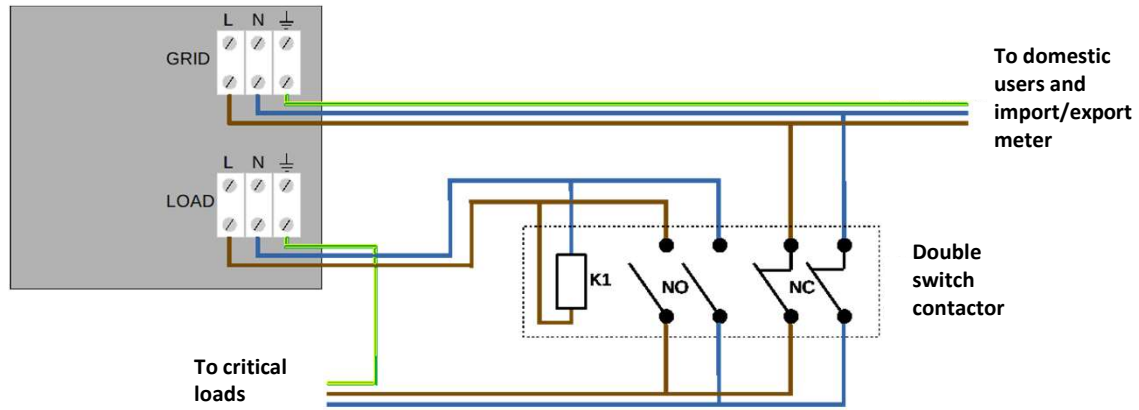 L N
GRID
To domestic
users and
import/export
meter
L N
LOAD
K1
NO
NC
Double
switch
contactor
To critical
loads